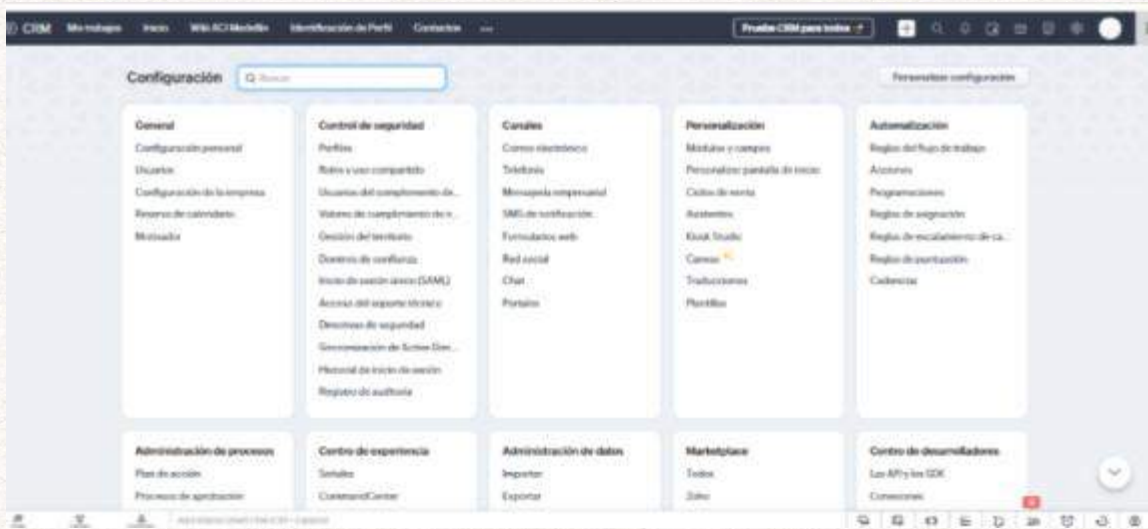 CRM Mis trabajos Inicio Wiki ACI Medellín Identificación de Perfil Contactos ...
Pruebe CRM para todos
Configuración
Buscar
Personalizar configuración
General
Configuración personal
Usuarios
Configuración de la empresa
Reserva de calendario
Motivador
Control de seguridad
Perfiles
Roles y uso compartido
Usuarios del complemento de...
Valores de cumplimiento de n...
Gestión del territorio
Dominio de confianza
Inicio de sesión único (SAML)
Acceso del soporte técnico
Directivas de seguridad
Sincronización de Active Dire...
Historial de inicio de sesión
Registro de auditoría
Canales
Correo electrónico
Telefonía
Mensajería empresarial
SMS de notificación
Formularios web
Red social
Chat
Portales
Personalización
Módulos y campos
Personalizar pantalla de inicio
Ciclos de venta
Asistentes
Kiosk Studio
Canvas
Traducciones
Plantillas
Automatización
Reglas del flujo de trabajo
Acciones
Programaciones
Reglas de asignación
Reglas de escalamiento de ca...
Reglas de puntuación
Cadencias
Administración de procesos
Plan de acción
Procesos de aprobación
Centro de experiencia
Señales
CommandCenter
Administración de datos
Importar
Exportar
Marketplace
Todos
Zoho
Centro de desarrolladores
Las API y los SDK
Conexiones